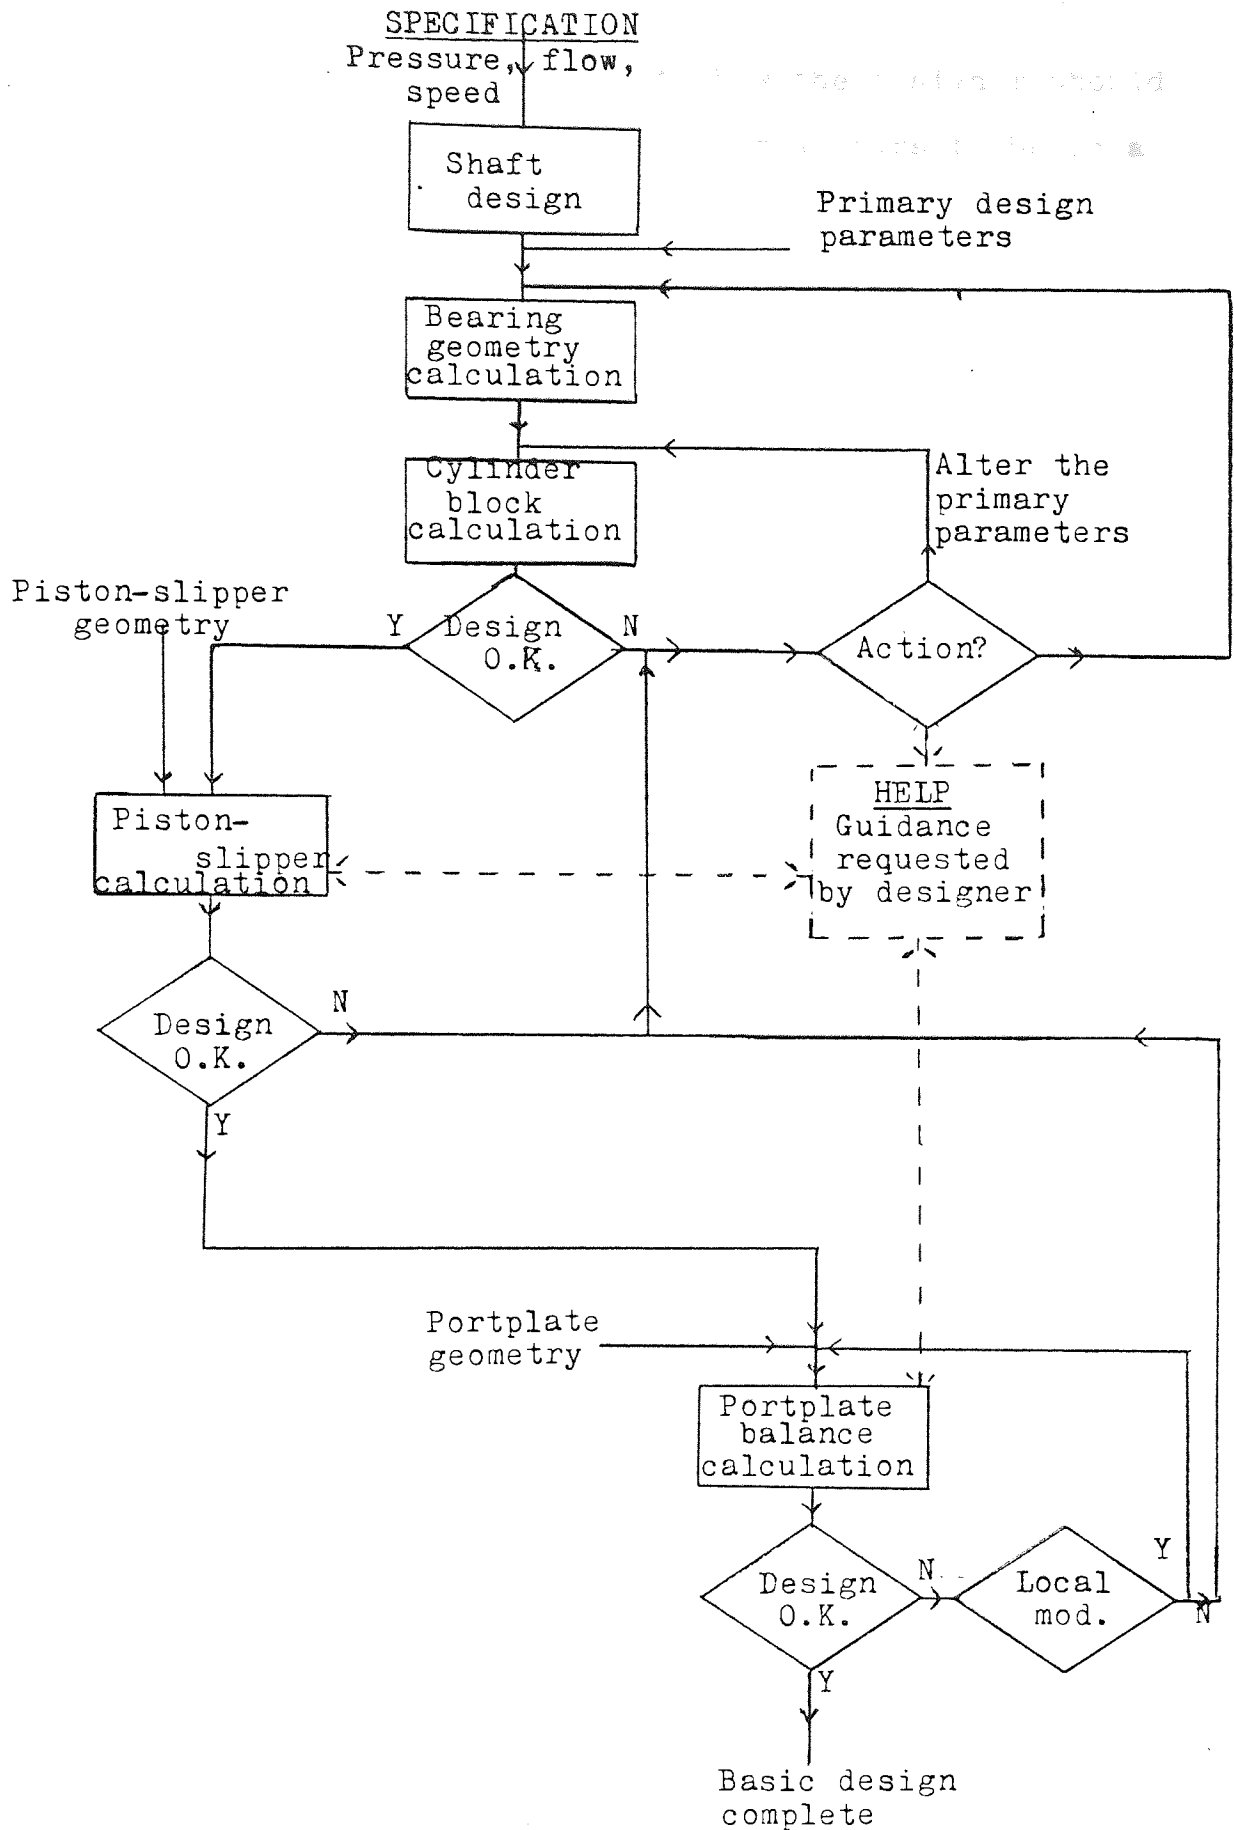 SPECIFICATION
Pressure, flow,
speed
Shaft
design
Primary design
parameters
Bearing
geometry
calculation
Cylinder
block
calculation
Alter the
primary
parameters
Piston-slipper
geometry
Y
Design
O.K.
N
Action?
HELP
Guidance
requested
by designer
Piston-
slipper
calculation
Design
O.K.
N
Y
Portplate
geometry
Portplate
balance
calculation
Design
O.K.
N
Local
mod.
Y
N
Y
Basic design
complete